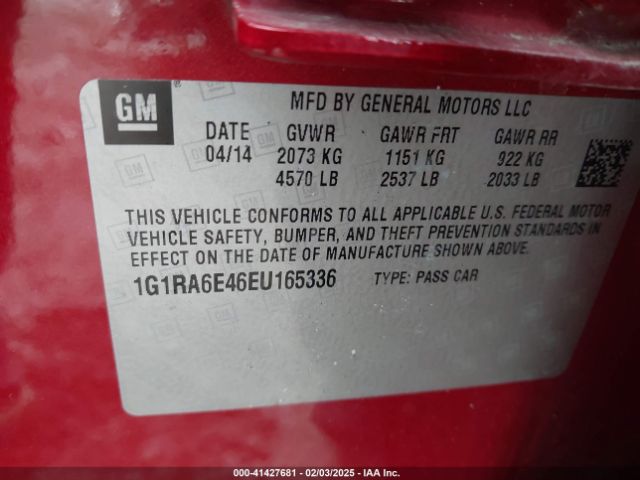 GM®
MFD BY GENERAL MOTORS LLC
DATE GVWR GAWR FRT GAWR RR
04/14 2073 KG 1151 KG 922 KG
4570 LB 2537 LB 2033 LB
THIS VEHICLE CONFORMS TO ALL APPLICABLE U.S. FEDERAL MOTOR
VEHICLE SAFETY, BUMPER, AND THEFT PREVENTION STANDARDS IN
EFFECT ON THE DATE OF MANUFACTURE SHOWN ABOVE.
1G1RA6E46EU165336 TYPE: PASS CAR
000-41427681 - 02/03/2025 - IAA Inc.